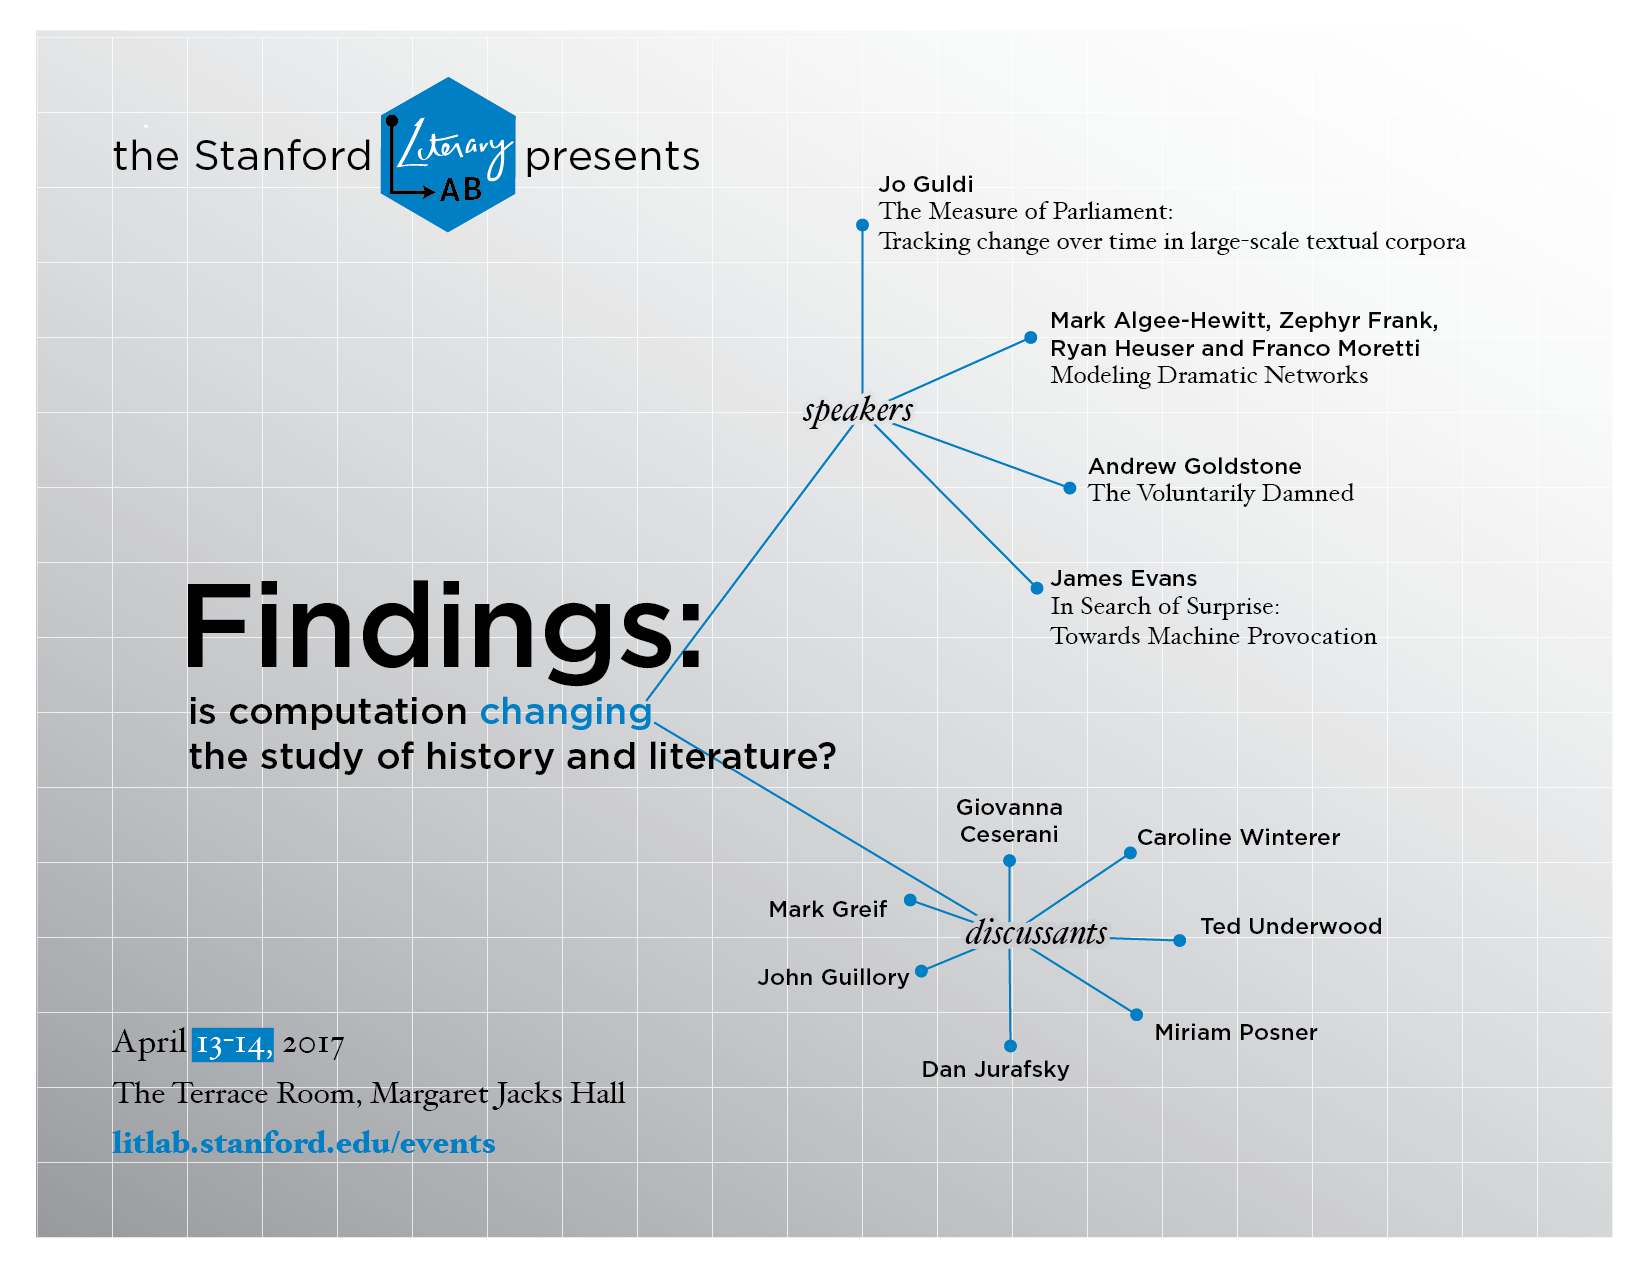 the Stanford Literary presents
AB
Jo Guldi
The Measure of Parliament:
Tracking change over time in large-scale textual corpora
Mark Algee-Hewitt, Zephyr Frank,
Ryan Heuser and Franco Moretti
Modeling Dramatic Networks
speakers
Andrew Goldstone
The Voluntarily Damned
James Evans
In Search of Surprise:
Towards Machine Provocation
Findings:
is computation changing
the study of history and literature?
Giovanna
Ceserani
Caroline Winterer
Mark Greif
Ted Underwood
discussants
John Guillory
Miriam Posner
Dan Jurafsky
April 13-14, 2017
The Terrace Room, Margaret Jacks Hall
litlab.stanford.edu/events